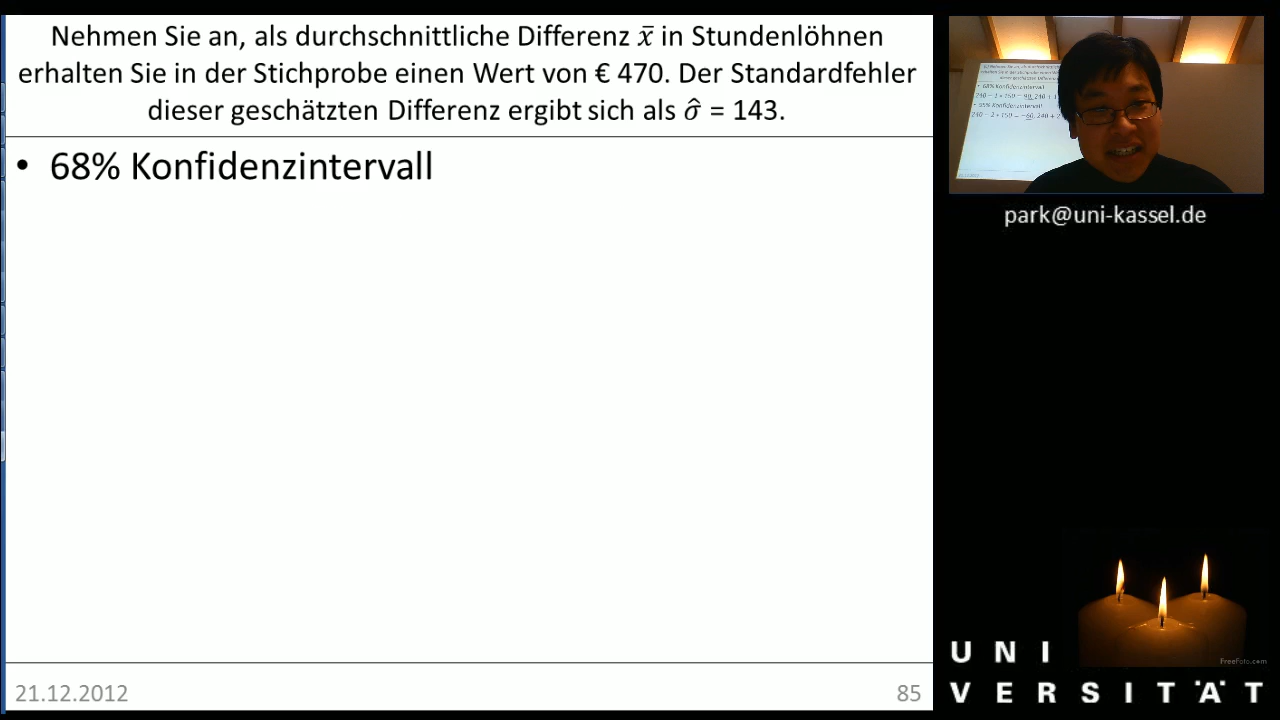 Nehmen Sie an, als durchschnittliche Differenz x̄ in Stundenlöhnen
erhalten Sie in der Stichprobe einen Wert von € 470. Der Standardfehler
dieser geschätzten Differenz ergibt sich als σ̂ = 143.
• 68% Konfidenzintervall
21.12.2012
85
park@uni-kassel.de
FreeFoto.com
UNI
VERSITÄT